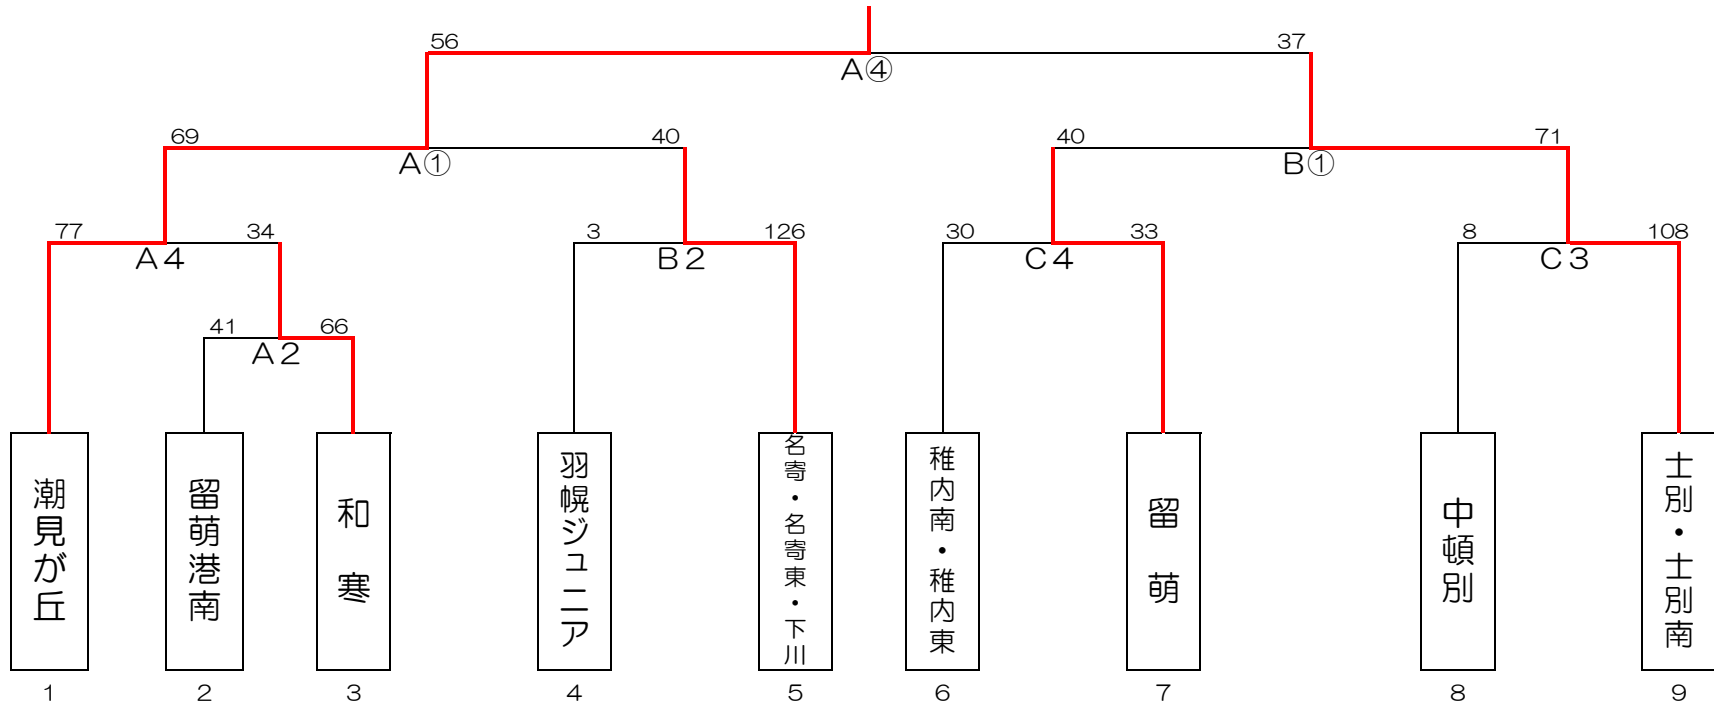 56 37
A④
69 40 40 71
A① B①
77 34 3 126 30 33 8 108
A4 B2 C4 C3
41 66
A2
潮見が丘
留萌港南
和寒
羽幌ジュニア
名寄・名寄東・下川
稚内南・稚内東
留萌
中頓別
士別・士別南
1 2 3 4 5 6 7 8 9